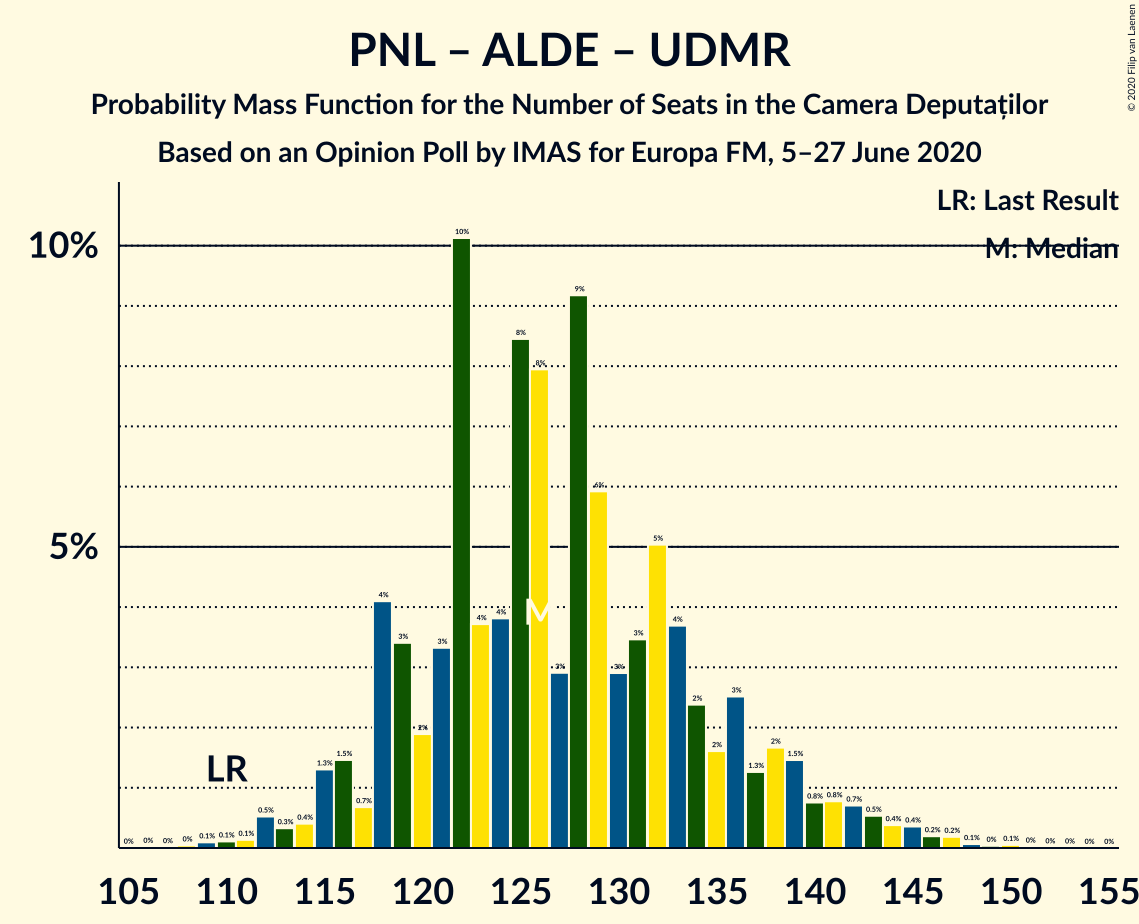 PNL – ALDE – UDMR
Probability Mass Function for the Number of Seats in the Camera Deputaților
Based on an Opinion Poll by IMAS for Europa FM, 5–27 June 2020
© 2020 Filip van Laenen
LR: Last Result
M: Median
10%
5%
0% 0% 0% 0% 0.1% 0.1% 0.1% 0.5% 0.3% 0.4% 1.3% 1.5% 0.7% 4% 3% 2% 3% 10% 4% 4% 8% 8% 3% 9% 6% 3% 3% 5% 4% 2% 2% 3% 1.3% 2% 1.5% 0.8% 0.8% 0.7% 0.5% 0.4% 0.4% 0.2% 0.2% 0.1% 0% 0.1% 0% 0% 0% 0% 0%
LR
M
105 110 115 120 125 130 135 140 145 150 155